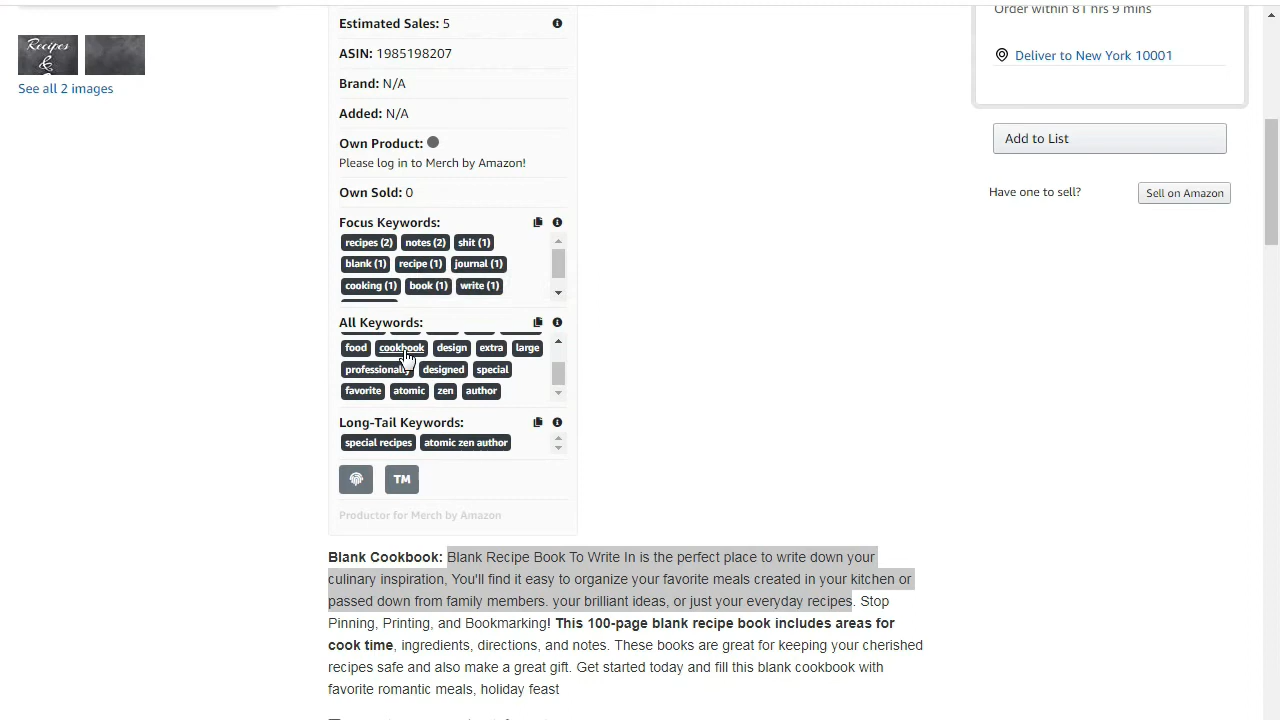 Estimated Sales: 5
Order within 81 hrs 9 mins
Recipes
&
ASIN: 1985198207
Deliver to New York 10001
See all 2 images
Brand: N/A
Added: N/A
Add to List
Own Product:
Please log in to Merch by Amazon!
Own Sold: 0
Have one to sell?
Sell on Amazon
Focus Keywords:
recipes (2) notes (2) shit (1)
blank (1) recipe (1) journal (1)
cooking (1) book (1) write (1)
All Keywords:
food cookbook design extra large
professionally designed special
favorite atomic zen author
Long-Tail Keywords:
special recipes atomic zen author
TM
Productor for Merch by Amazon
Blank Cookbook: Blank Recipe Book To Write In is the perfect place to write down your
culinary inspiration, You'll find it easy to organize your favorite meals created in your kitchen or
passed down from family members. your brilliant ideas, or just your everyday recipes. Stop
Pinning, Printing, and Bookmarking! This 100-page blank recipe book includes areas for
cook time, ingredients, directions, and notes. These books are great for keeping your cherished
recipes safe and also make a great gift. Get started today and fill this blank cookbook with
favorite romantic meals, holiday feast